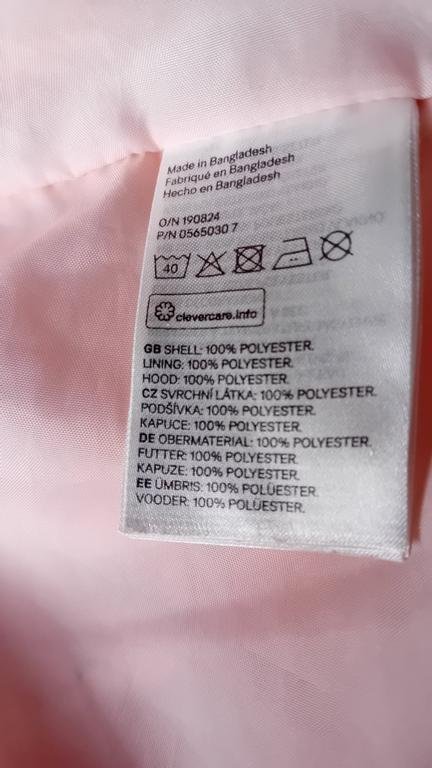 Made in Bangladesh
Fabriqué en Bangladesh
Hecho en Bangladesh
O/N 190824
P/N 0565030 7
40
clevercare.info
GB SHELL: 100% POLYESTER.
LINING: 100% POLYESTER.
HOOD: 100% POLYESTER.
CZ SVRCHNÍ LÁTKA: 100% POLYESTER.
PODŠÍVKA: 100% POLYESTER.
KAPUCE: 100% POLYESTER.
DE OBERMATERIAL: 100% POLYESTER.
FUTTER: 100% POLYESTER.
KAPUZE: 100% POLYESTER.
EE ÜMBRIS: 100% POLÜESTER.
VOODER: 100% POLÜESTER.